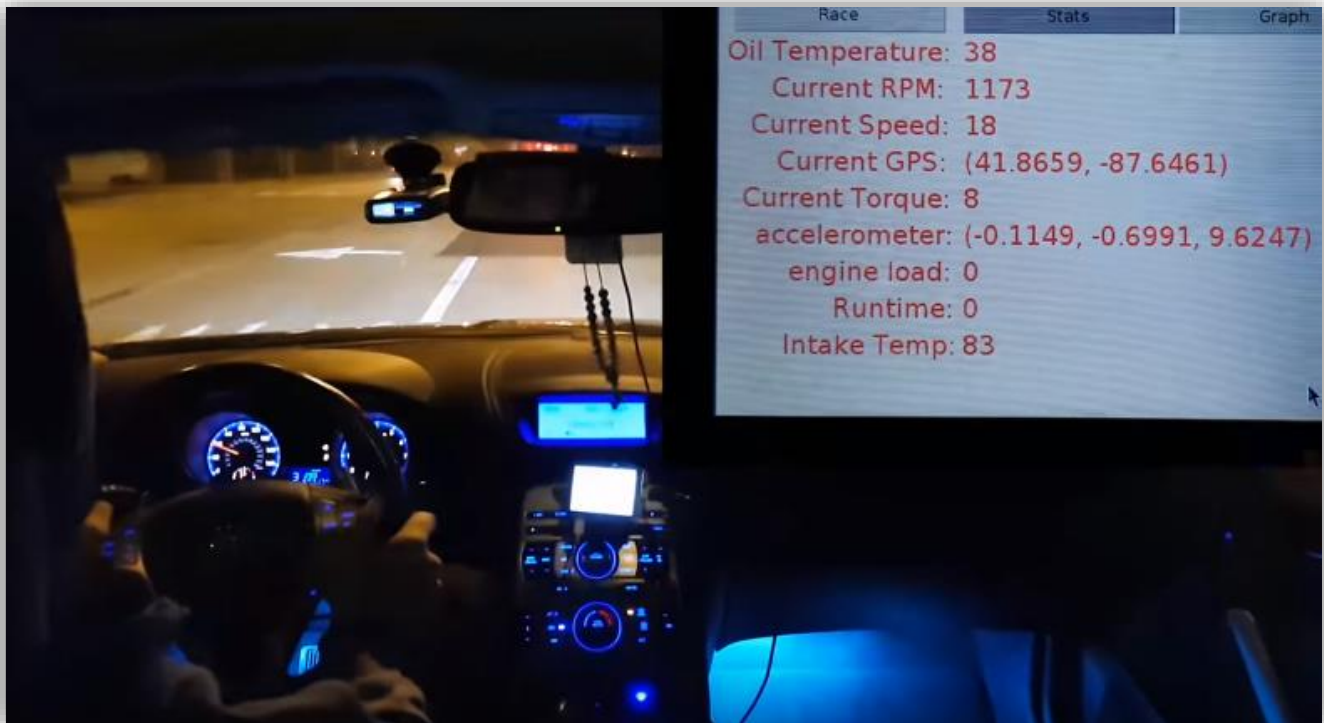 Race Stats Graph
Oil Temperature: 38
Current RPM: 1173
Current Speed: 18
Current GPS: (41.8659, -87.6461)
Current Torque: 8
accelerometer: (-0.1149, -0.6991, 9.6247)
engine load: 0
Runtime: 0
Intake Temp: 83